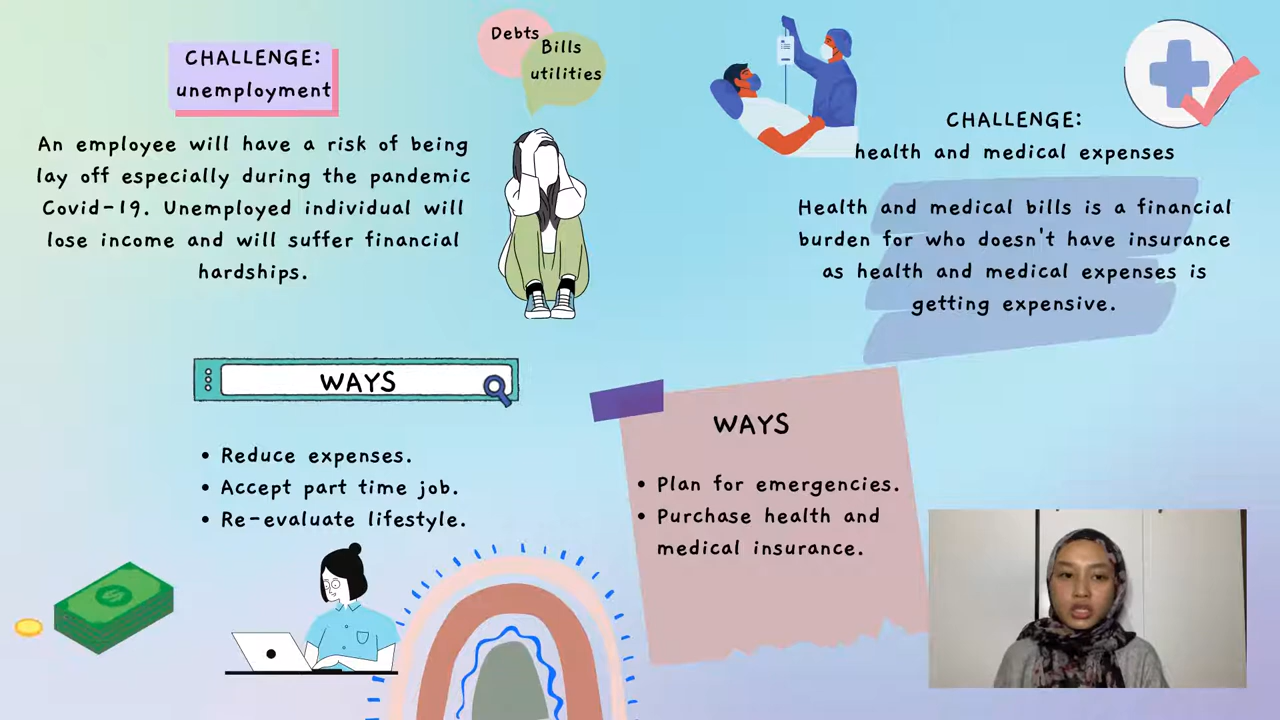 CHALLENGE:
unemployment
An employee will have a risk of being
lay off especially during the pandemic
Covid-19. Unemployed individual will
lose income and will suffer financial
hardships.
Debts
Bills
utilities
CHALLENGE:
health and medical expenses
Health and medical bills is a financial
burden for who doesn't have insurance
as health and medical expenses is
getting expensive.
WAYS
• Reduce expenses.
• Accept part time job.
• Re-evaluate lifestyle.
WAYS
• Plan for emergencies.
• Purchase health and
medical insurance.